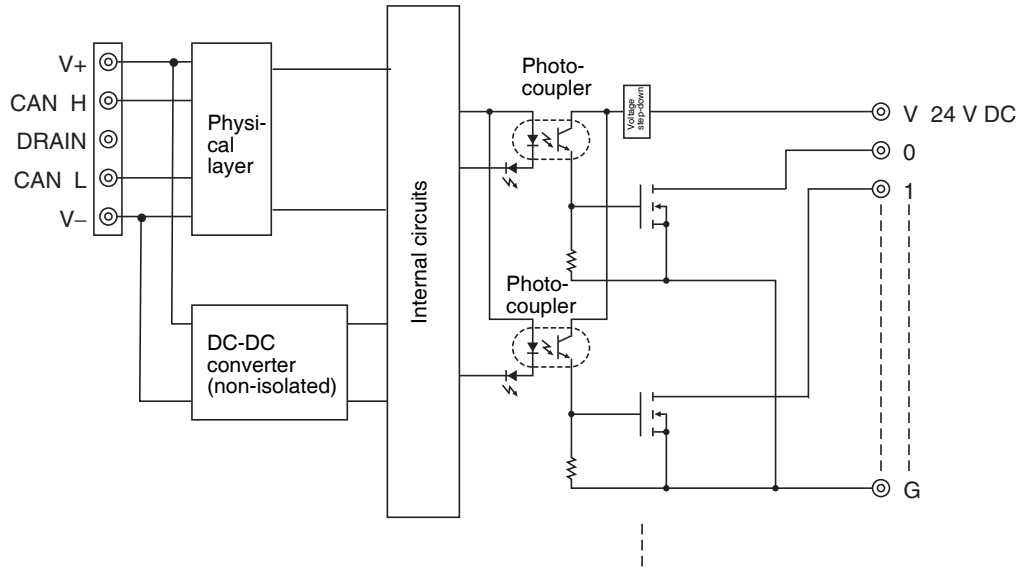 V+
CAN H
DRAIN
CAN L
V–
Physi-
cal
layer
DC-DC
converter
(non-isolated)
Internal circuits
Photo-
coupler
Voltage
step-down
Photo-
coupler
V 24 V DC
0
1
G